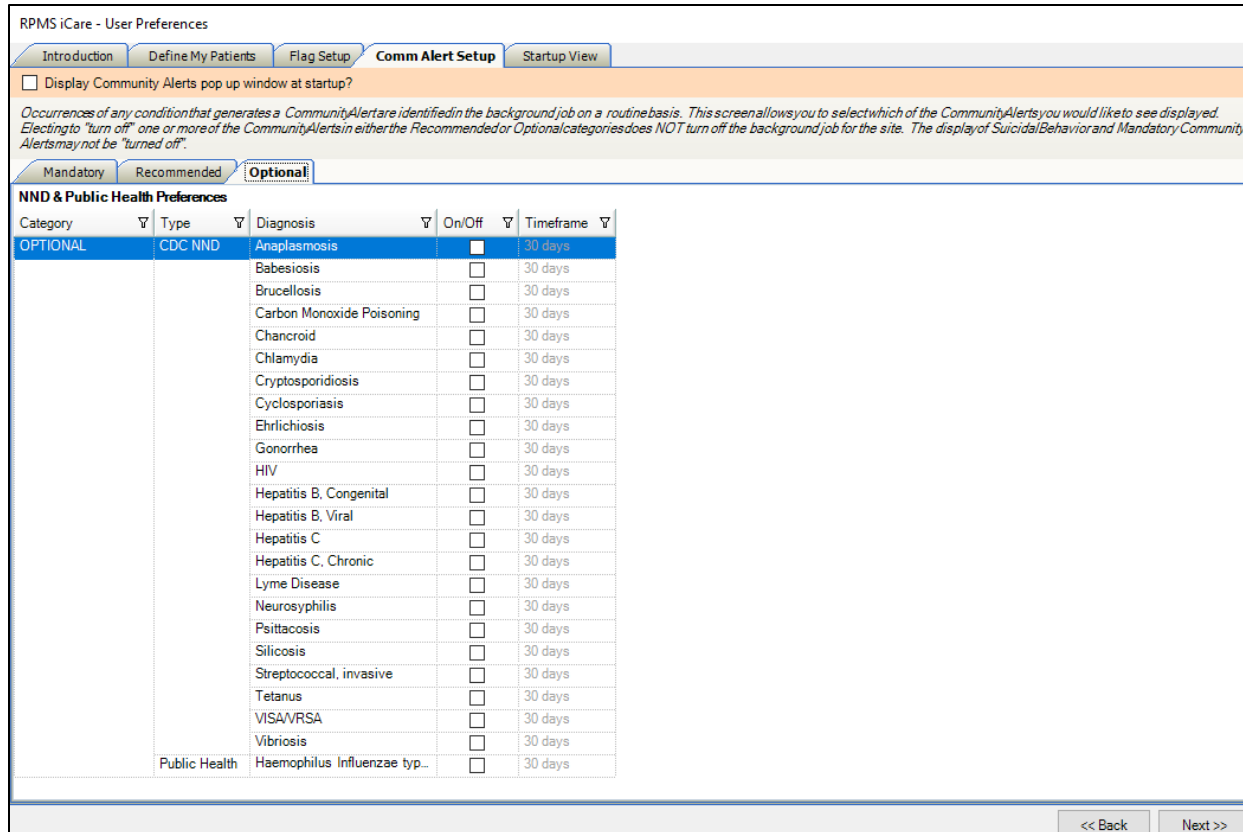 RPMS iCare - User Preferences
Introduction Define My Patients Flag Setup Comm Alert Setup Startup View
Display Community Alerts pop up window at startup?
Occurrences of any condition that generates a Community Alert are identified in the background job on a routine basis. This screen allows you to select which of the Community Alerts you would like to see displayed.
Electing to "turn off" one or more of the Community Alerts in either the Recommended or Optional categories does NOT turn off the background job for the site. The display of Suicidal Behavior and Mandatory Community
Alerts may not be "turned off".
Mandatory Recommended Optional
NND & Public Health Preferences
Category Type Diagnosis On/Off Timeframe
OPTIONAL CDC NND Anaplasmosis 30 days
Babesiosis 30 days
Brucellosis 30 days
Carbon Monoxide Poisoning 30 days
Chancroid 30 days
Chlamydia 30 days
Cryptosporidiosis 30 days
Cyclosporiasis 30 days
Ehrlichiosis 30 days
Gonorrhea 30 days
HIV 30 days
Hepatitis B, Congenital 30 days
Hepatitis B, Viral 30 days
Hepatitis C 30 days
Hepatitis C, Chronic 30 days
Lyme Disease 30 days
Neurosyphilis 30 days
Psittacosis 30 days
Silicosis 30 days
Streptococcal, invasive 30 days
Tetanus 30 days
VISA/VRSA 30 days
Vibriosis 30 days
Public Health Haemophilus Influenzae typ... 30 days
<< Back Next >>